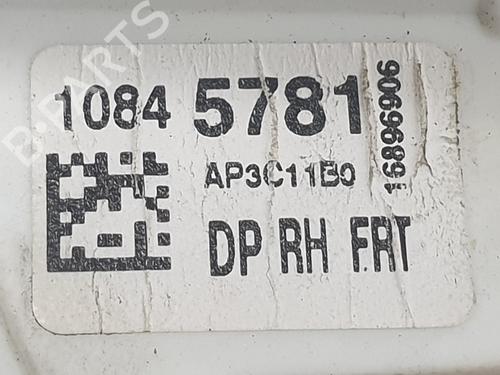 1084 5781
AP3C11B0
DP RH FRT
16896906
B-PARTS